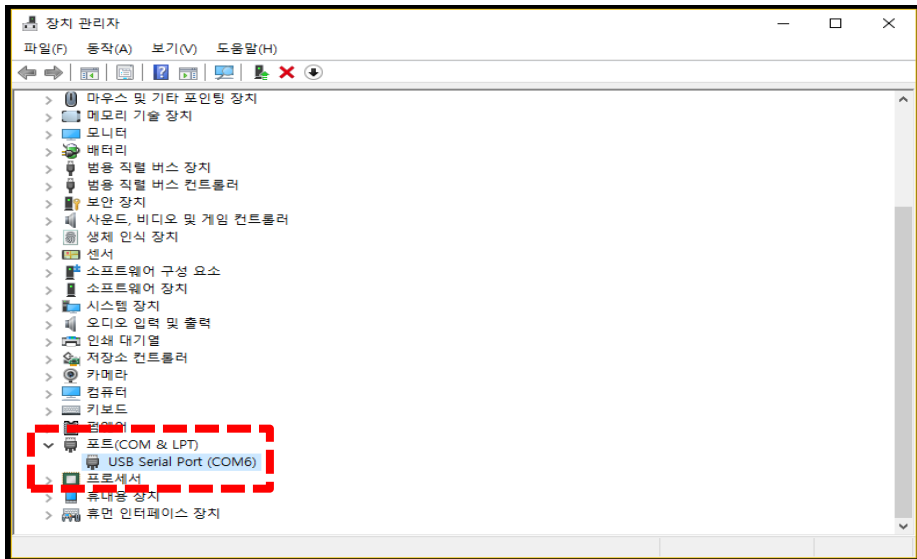 장치 관리자
파일(F) 동작(A) 보기(V) 도움말(H)
마우스 및 기타 포인팅 장치
메모리 기술 장치
모니터
배터리
범용 직렬 버스 장치
범용 직렬 버스 컨트롤러
보안 장치
사운드, 비디오 및 게임 컨트롤러
생체 인식 장치
센서
소프트웨어 구성 요소
소프트웨어 장치
시스템 장치
오디오 입력 및 출력
인쇄 대기열
저장소 컨트롤러
카메라
컴퓨터
키보드
펌웨어
포트(COM & LPT)
USB Serial Port (COM6)
프로세서
휴대용 장치
휴먼 인터페이스 장치